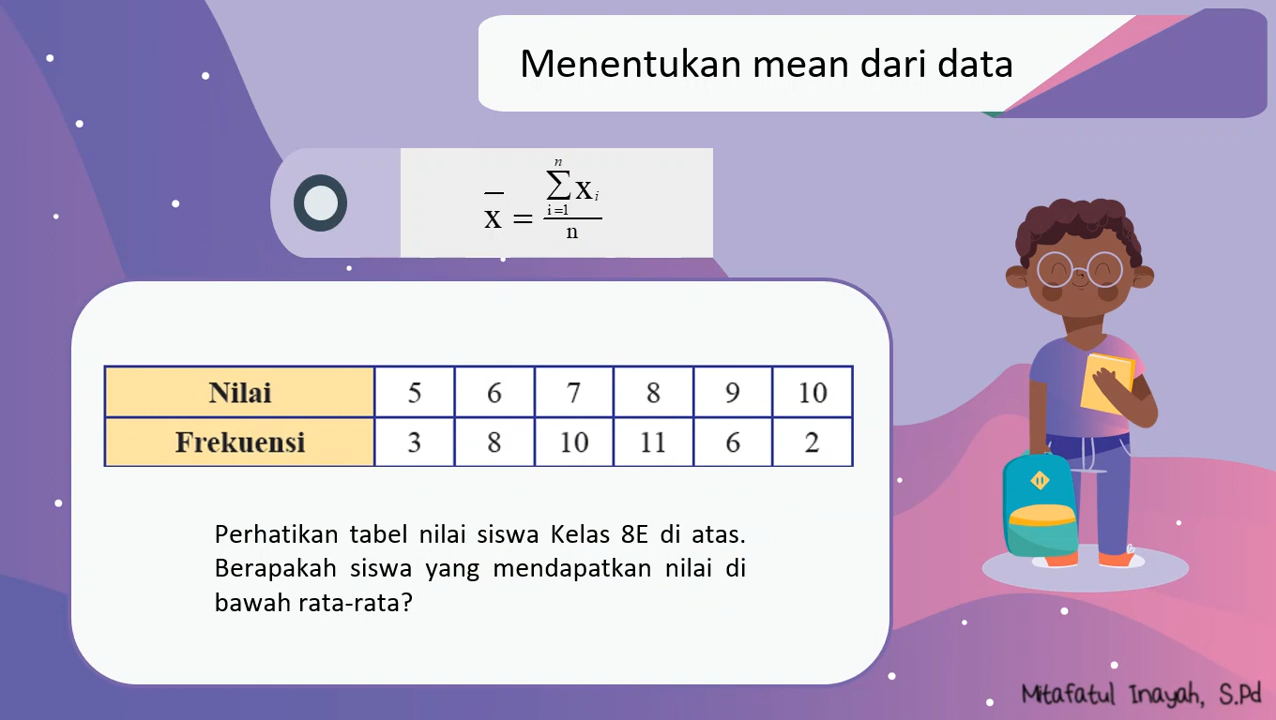 Menentukan mean dari data
n
x̄ = ∑ x i
i=1
n
Nilai 5 6 7 8 9 10
Frekuensi 3 8 10 11 6 2
Perhatikan tabel nilai siswa Kelas 8E di atas.
Berapakah siswa yang mendapatkan nilai di
bawah rata-rata?
Mitafatul Inayah, S.Pd